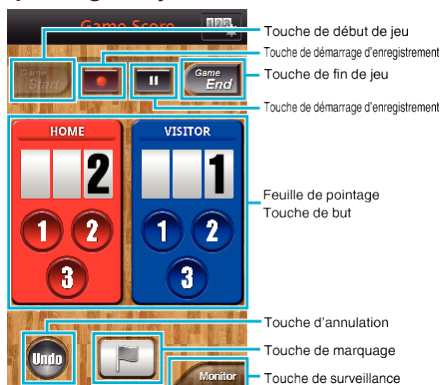 Game Score
123
Touche de début de jeu
Touche de démarrage d'enregistrement
Game Start
Game End
Touche de fin de jeu
Touche de démarrage d'enregistrement
HOME
VISITOR
2
1
Feuille de pointage
Touche de but
1 2
1 2
3
3
Touche d'annulation
Undo
Touche de marquage
Monitor
Touche de surveillance